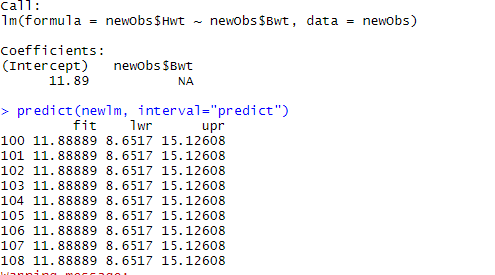 Call:
lm(formula = newObs$Hwt ~ newObs$Bwt, data = newObs)
Coefficients:
(Intercept) newObs$Bwt
11.89 NA
> predict(newlm, interval="predict")
fit lwr upr
100 11.88889 8.6517 15.12608
101 11.88889 8.6517 15.12608
102 11.88889 8.6517 15.12608
103 11.88889 8.6517 15.12608
104 11.88889 8.6517 15.12608
105 11.88889 8.6517 15.12608
106 11.88889 8.6517 15.12608
107 11.88889 8.6517 15.12608
108 11.88889 8.6517 15.12608
Warning message: